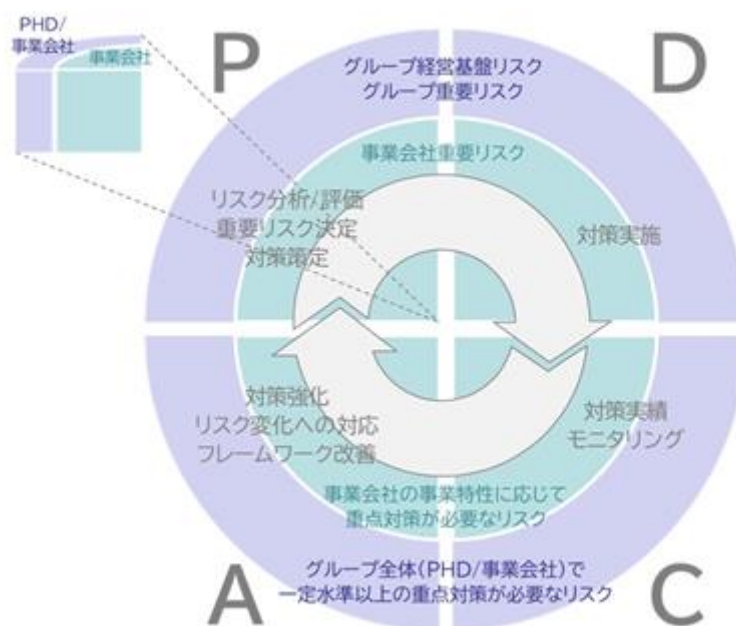 PHD/
事業会社
事業会社
P
D
グループ経営基盤リスク
グループ重要リスク
事業会社重要リスク
リスク分析/評価
重要リスク決定
対策策定
対策実施
対策強化
リスク変化への対応
フレームワーク改善
対策実績
モニタリング
事業会社の事業特性に応じて
重点対策が必要なリスク
グループ全体(PHD/事業会社)で
一定水準以上の重点対策が必要なリスク
A
C